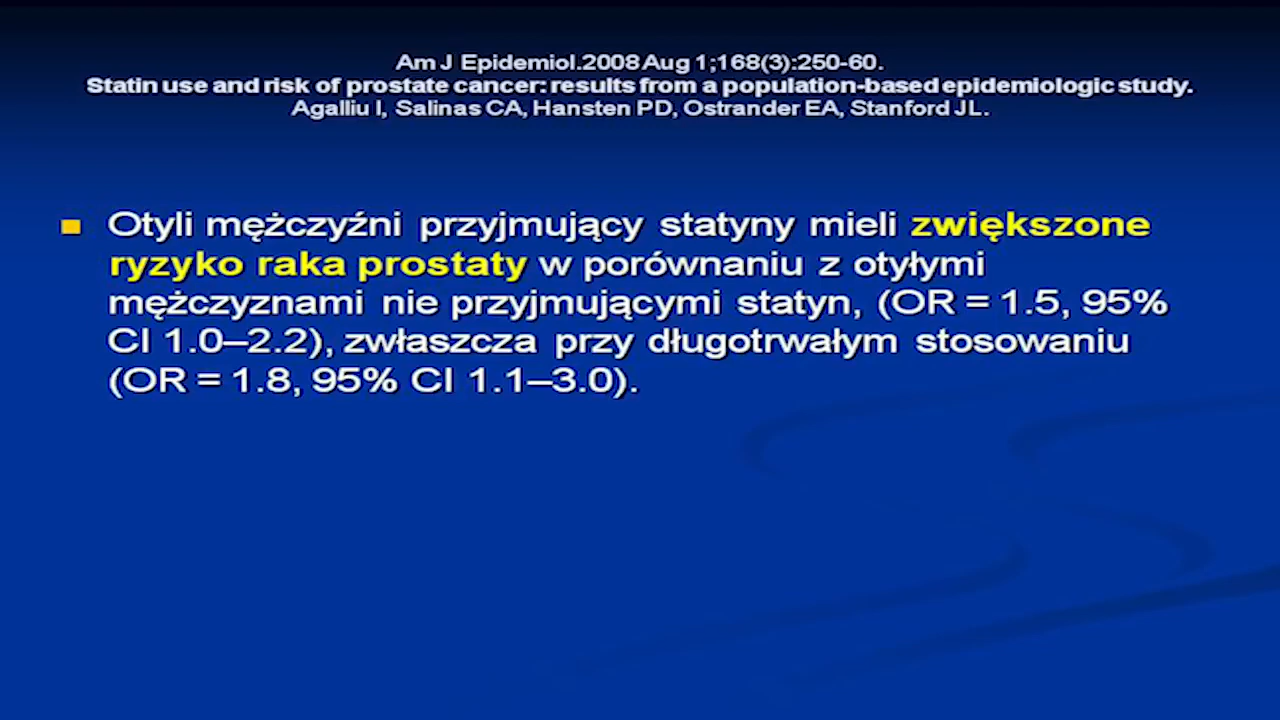 Am J Epidemiol.2008 Aug 1;168(3):250-60.
Statin use and risk of prostate cancer: results from a population-based epidemiologic study.
Agalliu I, Salinas CA, Hansten PD, Ostrander EA, Stanford JL.
Otyli mężczyźni przyjmujący statyny mieli zwiększone
ryzyko raka prostaty w porównaniu z otyłymi
mężczyznami nie przyjmującymi statyn, (OR = 1.5, 95%
CI 1.0–2.2), zwłaszcza przy długotrwałym stosowaniu
(OR = 1.8, 95% CI 1.1–3.0).